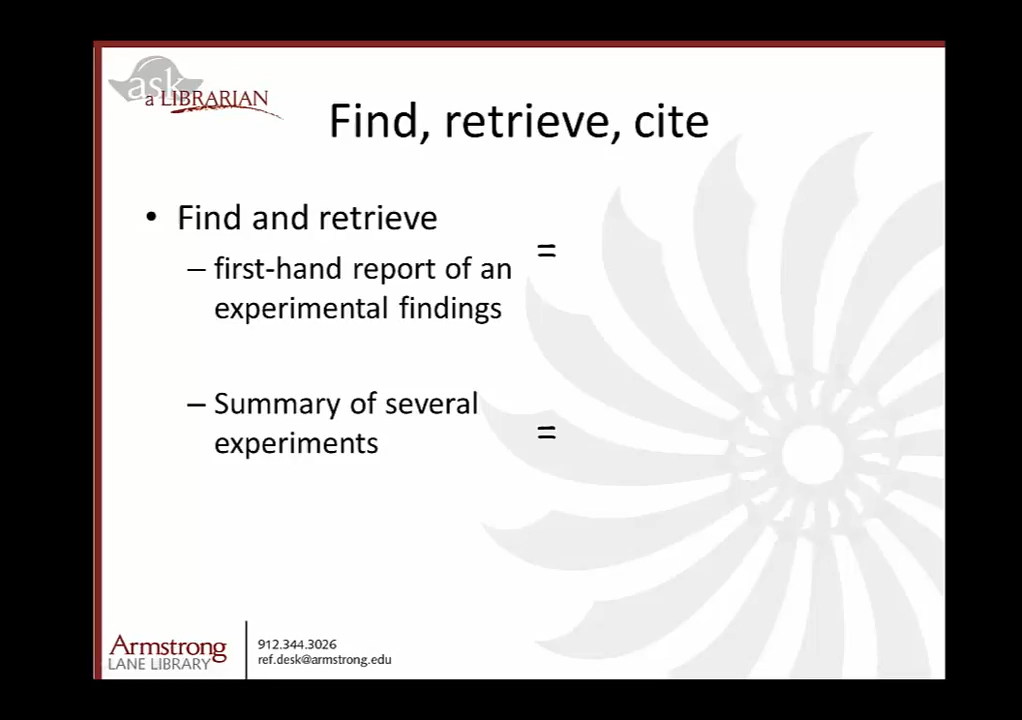 ask
a LIBRARIAN
Find, retrieve, cite
• Find and retrieve
– first-hand report of an
experimental findings
=
– Summary of several
experiments
=
Armstrong
LANE LIBRARY
912.344.3026
ref.desk@armstrong.edu